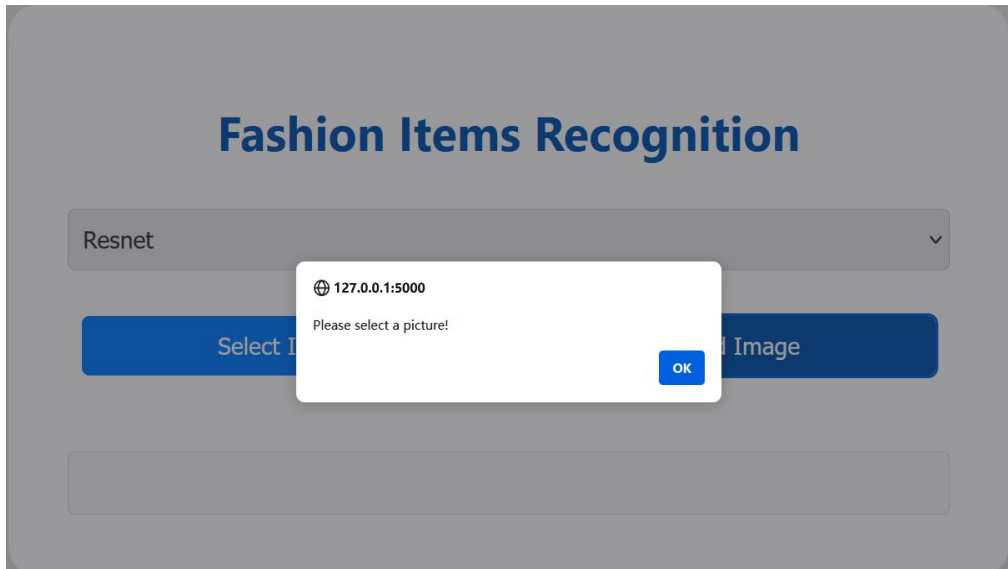 Fashion Items Recognition
Resnet
127.0.0.1:5000
Please select a picture!
OK
Select
Image